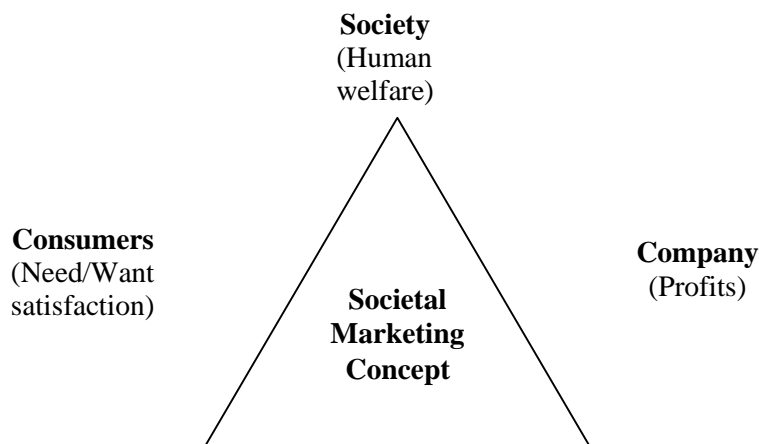 Society
(Human
welfare)
Consumers
(Need/Want
satisfaction)
Company
(Profits)
Societal
Marketing
Concept